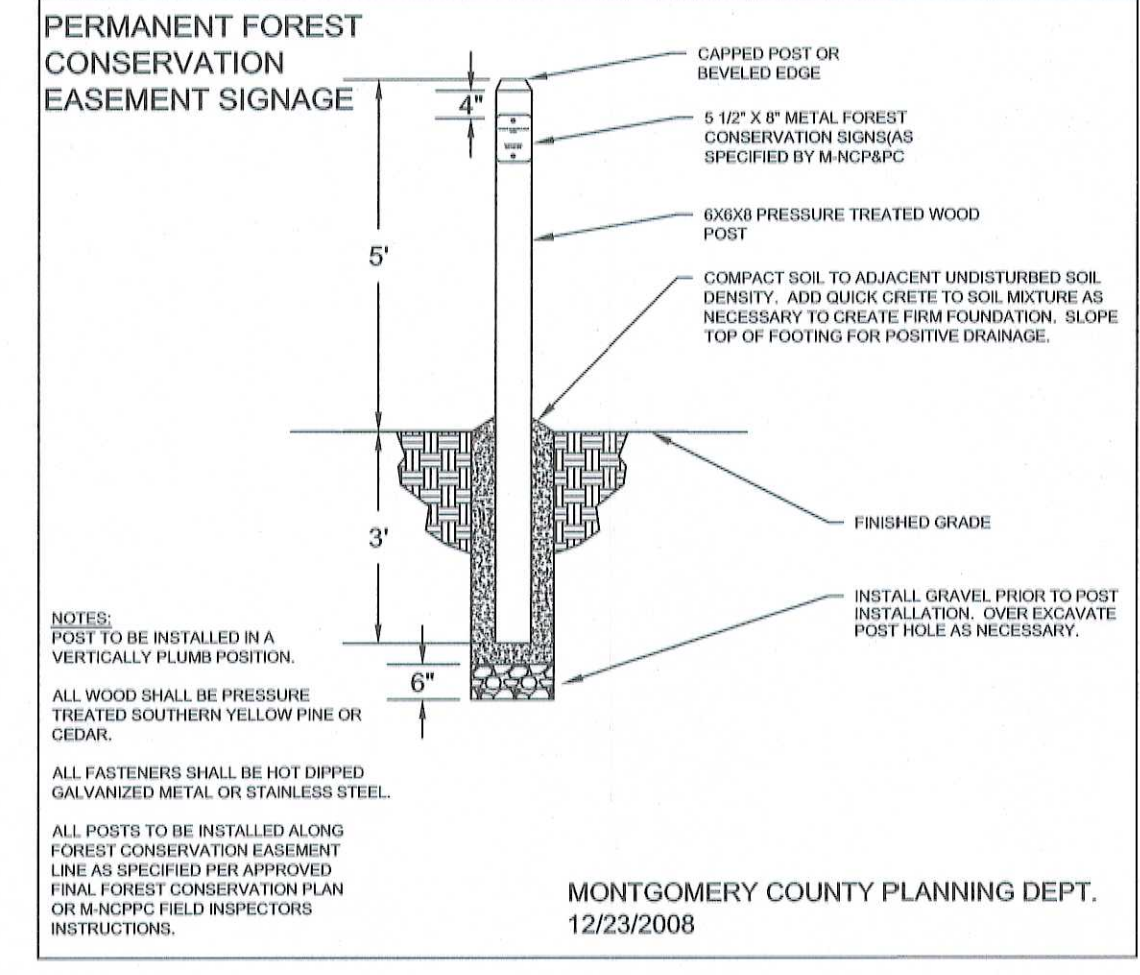 PERMANENT FOREST
CONSERVATION
EASEMENT SIGNAGE
CAPPED POST OR
BEVELED EDGE
4"
5 1/2" X 8" METAL FOREST
CONSERVATION SIGNS(AS
SPECIFIED BY M-NCP&PC
6X6X8 PRESSURE TREATED WOOD
POST
5'
COMPACT SOIL TO ADJACENT UNDISTURBED SOIL
DENSITY. ADD QUICK CRETE TO SOIL MIXTURE AS
NECESSARY TO CREATE FIRM FOUNDATION. SLOPE
TOP OF FOOTING FOR POSITIVE DRAINAGE.
FINISHED GRADE
3'
INSTALL GRAVEL PRIOR TO POST
INSTALLATION. OVER EXCAVATE
POST HOLE AS NECESSARY.
6"
NOTES:
POST TO BE INSTALLED IN A
VERTICALLY PLUMB POSITION.
ALL WOOD SHALL BE PRESSURE
TREATED SOUTHERN YELLOW PINE OR
CEDAR.
ALL FASTENERS SHALL BE HOT DIPPED
GALVANIZED METAL OR STAINLESS STEEL.
ALL POSTS TO BE INSTALLED ALONG
FOREST CONSERVATION EASEMENT
LINE AS SPECIFIED PER APPROVED
FINAL FOREST CONSERVATION PLAN
OR M-NCPPC FIELD INSPECTORS
INSTRUCTIONS.
MONTGOMERY COUNTY PLANNING DEPT.
12/23/2008